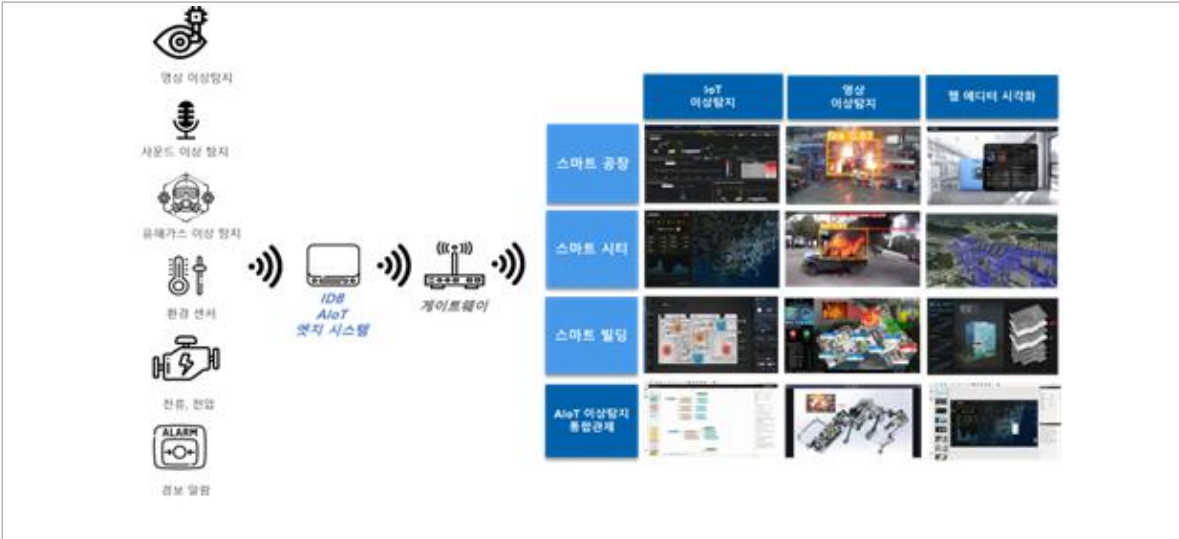 영상 이상탐지
사운드 이상 탐지
유해가스 이상 탐지
환경 센서
전류, 전압
ALARM
경보 알람
IDB
AIoT
엣지 시스템
게이트웨이
IoT
이상탐지
영상
이상탐지
웹 에디터 시각화
스마트 공장
스마트 시티
스마트 빌딩
AIoT 이상탐지
통합관제